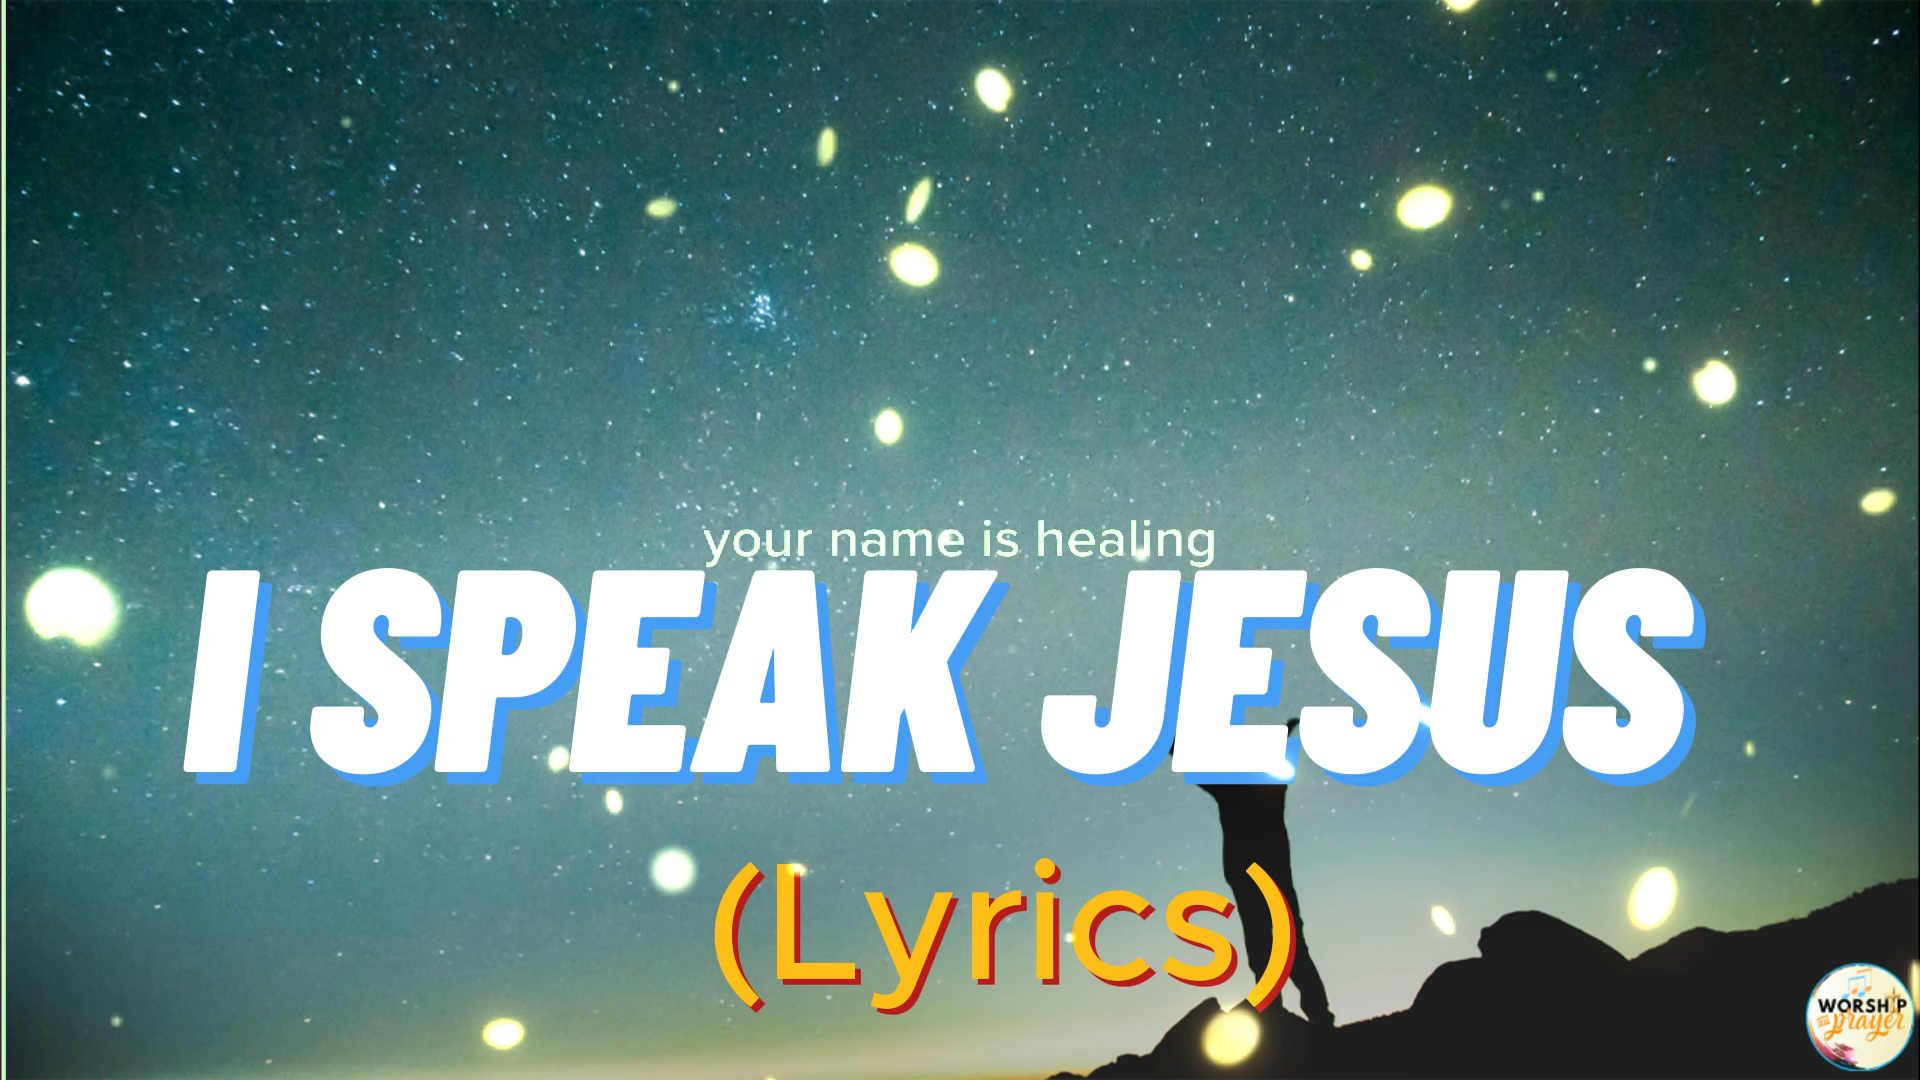 your name is healing
I SPEAK JESUS
(Lyrics)
WORSHIP
prayer